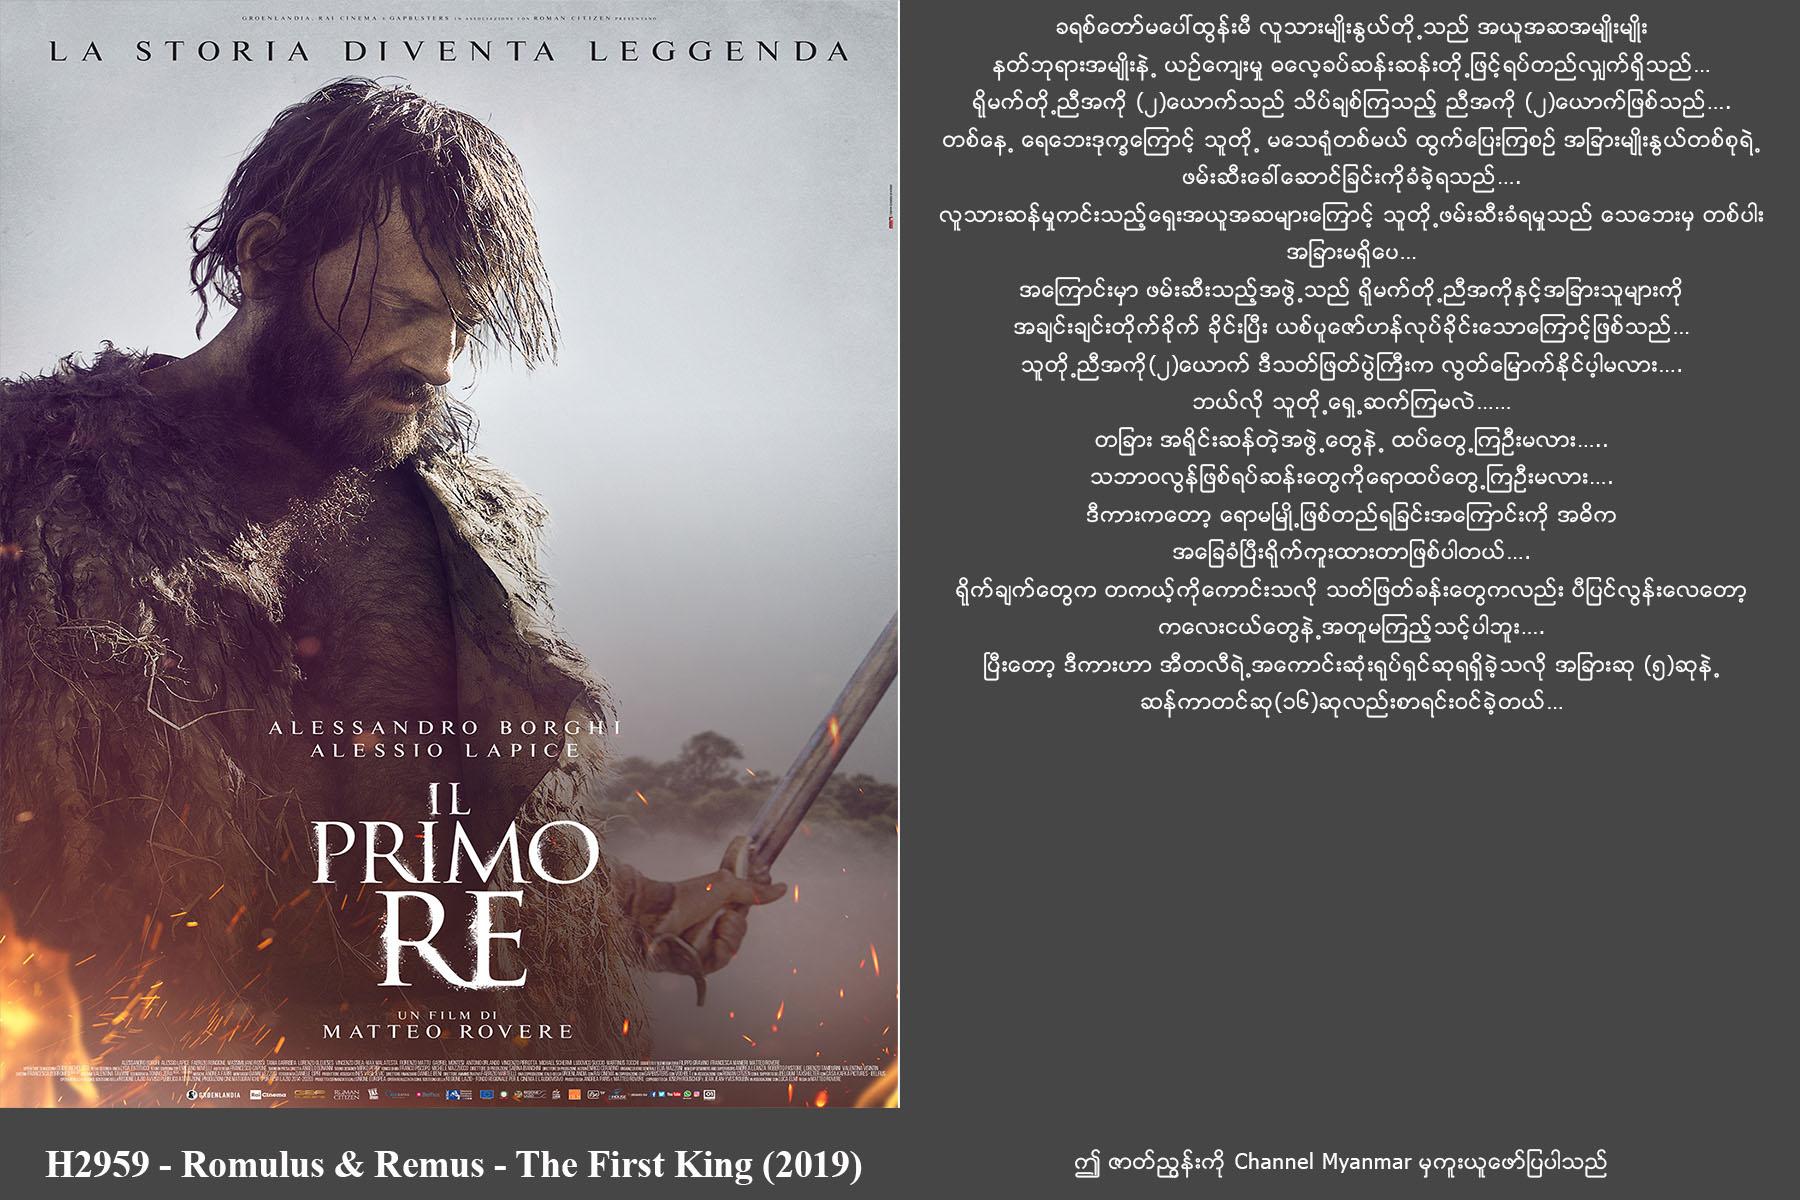 GROENLANDIA, RAI CINEMA E GAPBUSTERS IN ASSOCIAZIONE CON ROMAN CITIZEN PRESENTANO
LA STORIA DIVENTA LEGGENDA
ALESSANDRO BORGHI
ALESSIO LAPICE
IL
PRIMO
RE
UN FILM DI
MATTEO ROVERE
GROENLANDIA Rai Cinema ROMAN CITIZEN
H2959 - Romulus & Remus - The First King (2019)
ခရစ်တော်မပေါ်ထွန်းမီ လူသားမျိုးနွယ်တို့သည် အယူအဆအမျိုးမျိုး
နတ်ဘုရားအမျိုးနဲ့ ယဉ်ကျေးမှု ဓလေ့ခပ်ဆန်းဆန်းတို့ဖြင့်ရပ်တည်လျှက်ရှိသည်…
ရိုမက်တို့ညီအကို (၂)ယောက်သည် သိပ်ချစ်ကြသည့် ညီအကို (၂)ယောက်ဖြစ်သည်….
တစ်နေ့ ရေဘေးဒုက္ခကြောင့် သူတို့ မသေရုံတစ်မယ် ထွက်ပြေးကြစဉ် အခြားမျိုးနွယ်တစ်စုရဲ့
ဖမ်းဆီးခေါ်ဆောင်ခြင်းကိုခံခဲ့ရသည်….
လူသားဆန်မှုကင်းသည့်ရှေးအယူအဆများကြောင့် သူတို့ဖမ်းဆီးခံရမှုသည် သေဘေးမှ တစ်ပါး
အခြားမရှိပေ…
အကြောင်းမှာ ဖမ်းဆီးသည့်အဖွဲ့သည် ရိုမက်တို့ညီအကိုနှင့်အခြားသူများကို
အချင်းချင်းတိုက်ခိုက် ခိုင်းပြီး ယစ်ပူဇော်ဟန်လုပ်ခိုင်းသောကြောင့်ဖြစ်သည်…
သူတို့ညီအကို(၂)ယောက် ဒီသတ်ဖြတ်ပွဲကြီးက လွတ်မြောက်နိုင်ပ့ါမလား….
ဘယ်လို သူတို့ရှေ့ဆက်ကြမလဲ……
တခြား အရိုင်းဆန်တဲ့အဖွဲ့တွေနဲ့ ထပ်တွေ့ကြဦးမလား…..
သဘာဝလွန်ဖြစ်ရပ်ဆန်းတွေကိုရောထပ်တွေ့ကြဦးမလား….
ဒီကားကတော့ ရောမမြို့ဖြစ်တည်ရခြင်းအကြောင်းကို အဓိက
အခြေခံပြီးရိုက်ကူးထားတာဖြစ်ပါတယ်….
ရိုက်ချက်တွေက တကယ့်ကိုကောင်းသလို သတ်ဖြတ်ခန်းတွေကလည်း ပီပြင်လွန်းလေတော့
ကလေးငယ်တွေနဲ့အတူမကြည့်သင့်ပါဘူး….
ပြီးတော့ ဒီကားဟာ အီတလီရဲ့အကောင်းဆုံးရုပ်ရှင်ဆုရရှိခဲ့သလို အခြားဆု (၅)ဆုနဲ့
ဆန်ကာတင်ဆု(၁၆)ဆုလည်းစာရင်းဝင်ခဲ့တယ်…
ဤ ဇာတ်ညွှန်းကို Channel Myanmar မှကူးယူဖော်ပြပါသည်